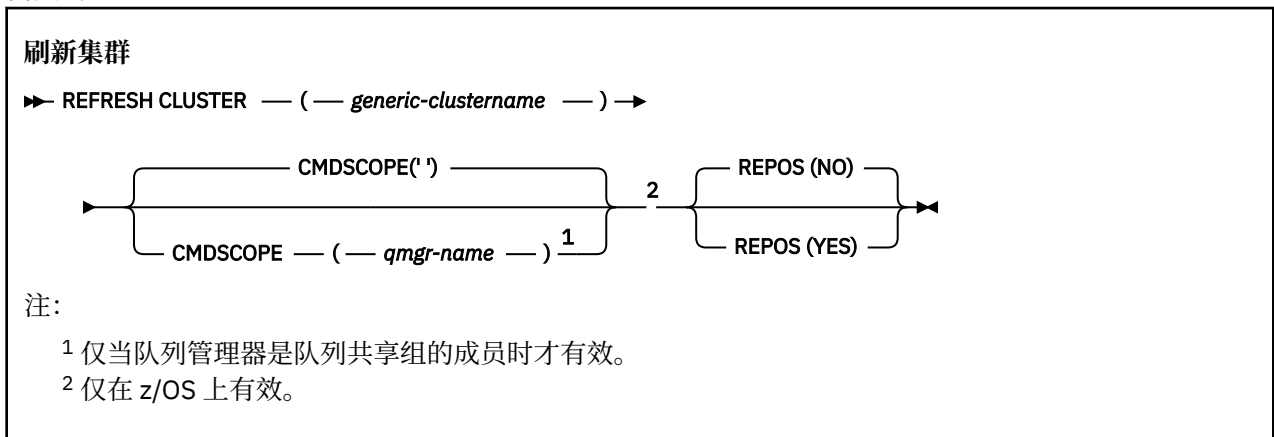 刷新集群
REFRESH CLUSTER ( generic-clustername )
CMDSCOPE(' ') 2 REPOS (NO)
CMDSCOPE ( qmgr-name ) 1 REPOS (YES)
注：
1 仅当队列管理器是队列共享组的成员时才有效。
2 仅在 z/OS 上有效。